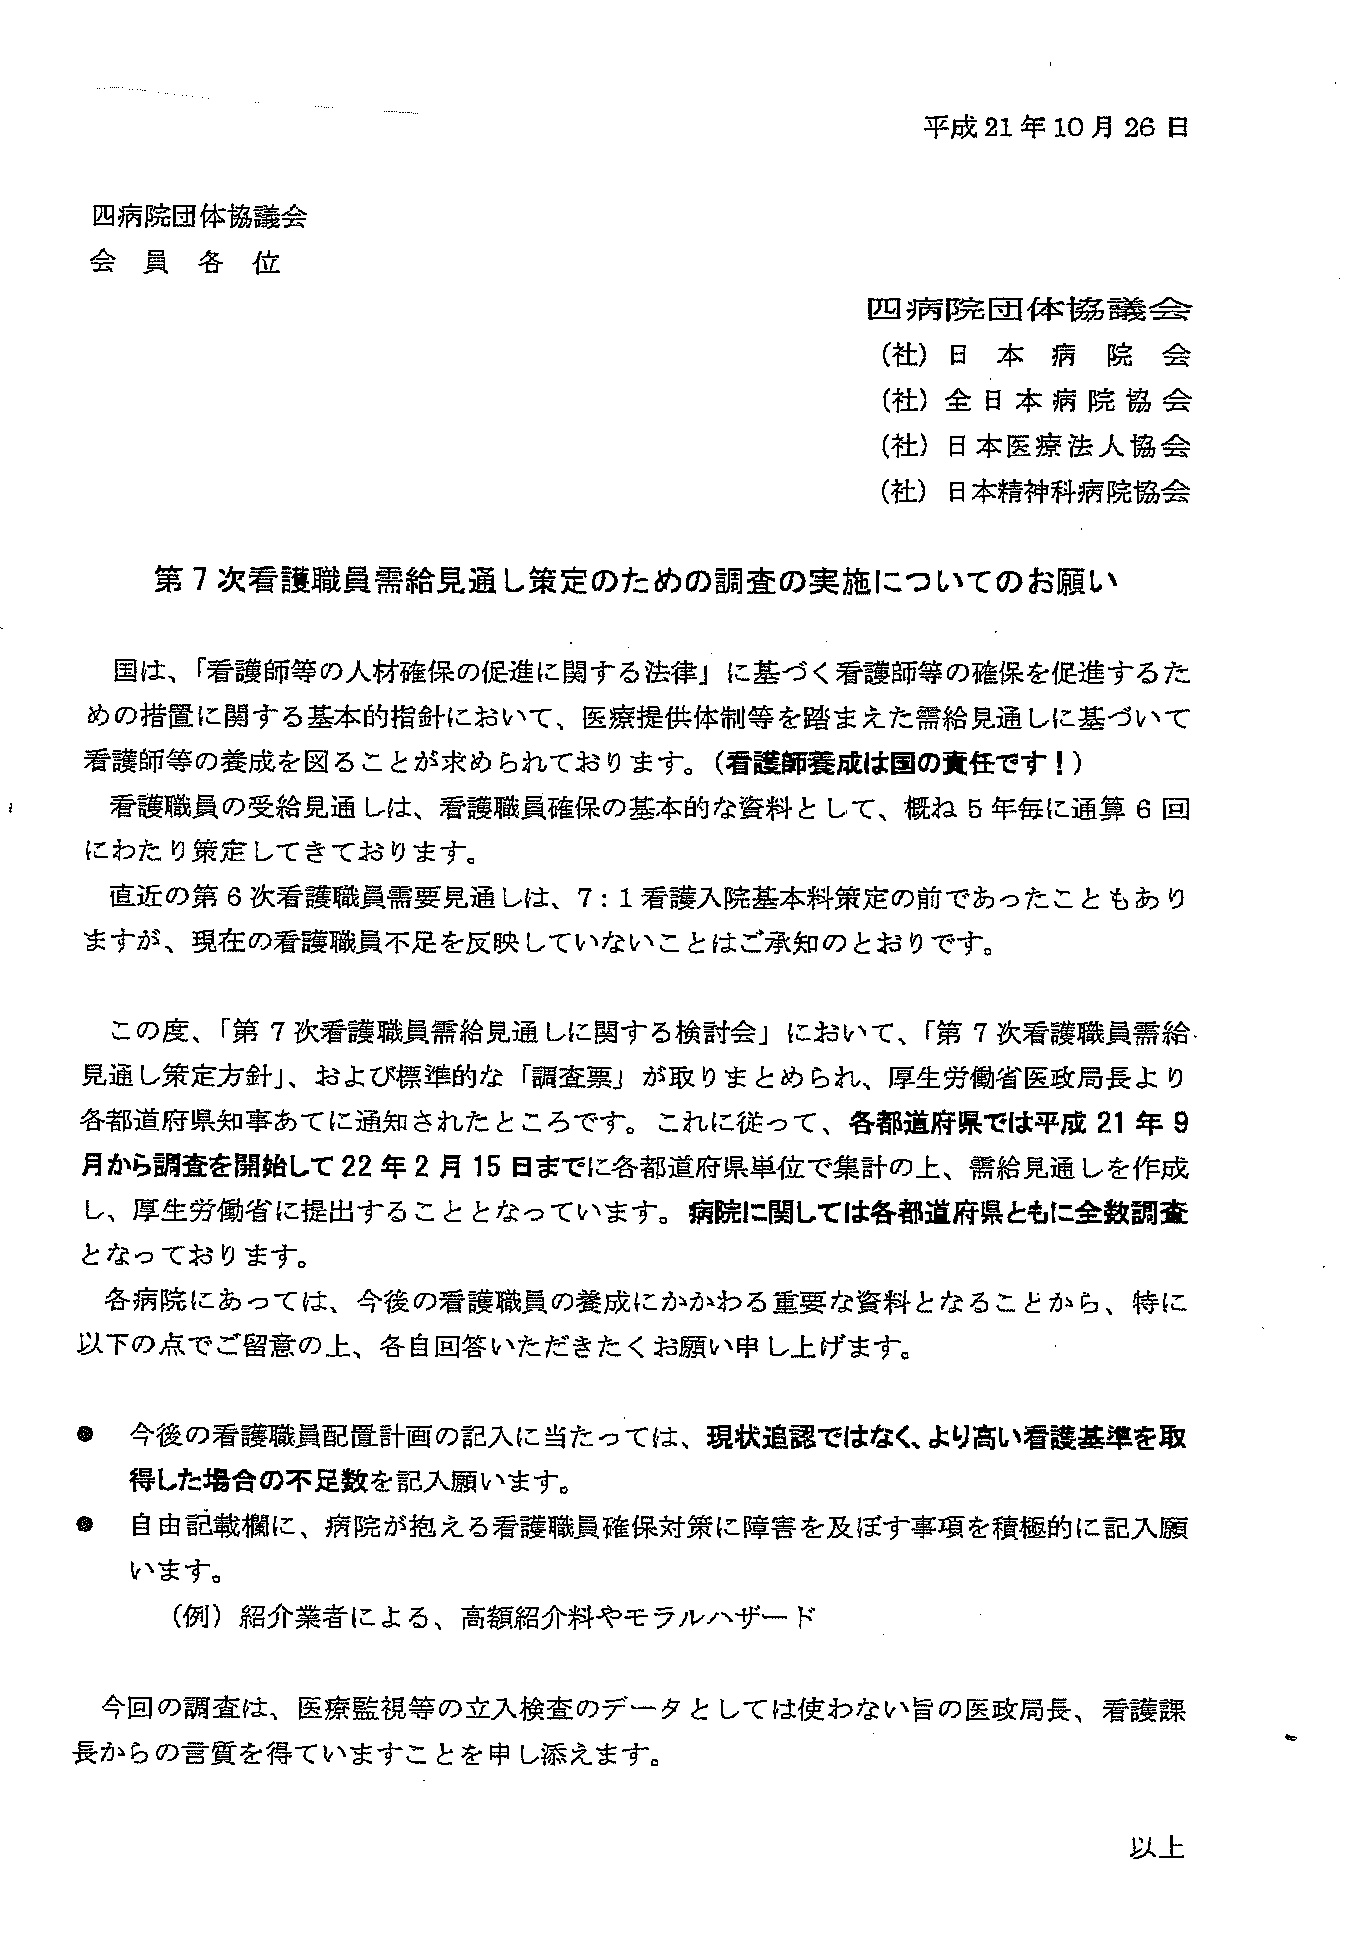 平成 21 年 10 月 26 日
四病院団体協議会
会 員 各 位
四病院団体協議会
（社） 日 本 病 院 会
（社） 全 日 本 病 院 協 会
（社） 日本医療法人協会
（社） 日本精神科病院協会
第 7 次看護職員需給見通し策定のための調査の実施についてのお願い
国は、「看護師等の人材確保の促進に関する法律」に基づく看護師等の確保を促進するた
めの措置に関する基本的指針において、医療提供体制等を踏まえた需給見通しに基づいて
看護師等の養成を図ることが求められております。（看護師養成は国の責任です！）
看護職員の受給見通しは、看護職員確保の基本的な資料として、概ね 5 年毎に通算 6 回
にわたり策定してきております。
直近の第 6 次看護職員需要見通しは、7：1 看護入院基本料策定の前であったこともあり
ますが、現在の看護職員不足を反映していないことはご承知のとおりです。
この度、「第 7 次看護職員需給見通しに関する検討会」において、「第 7 次看護職員需給
見通し策定方針」、および標準的な「調査票」が取りまとめられ、厚生労働省医政局長より
各都道府県知事あてに通知されたところです。これに従って、各都道府県では平成 21 年 9
月から調査を開始して 22 年 2 月 15 日までに各都道府県単位で集計の上、需給見通しを作成
し、厚生労働省に提出することとなっています。病院に関しては各都道府県ともに全数調査
となっております。
各病院にあっては、今後の看護職員の養成にかかわる重要な資料となることから、特に
以下の点でご留意の上、各自回答いただきたくお願い申し上げます。
● 今後の看護職員配置計画の記入に当たっては、現状追認ではなく、より高い看護基準を取
得した場合の不足数を記入願います。
● 自由記載欄に、病院が抱える看護職員確保対策に障害を及ぼす事項を積極的に記入願
います。
（例）紹介業者による、高額紹介料やモラルハザード
今回の調査は、医療監視等の立入検査のデータとしては使わない旨の医政局長、看護課
長からの言質を得ていますことを申し添えます。
以上